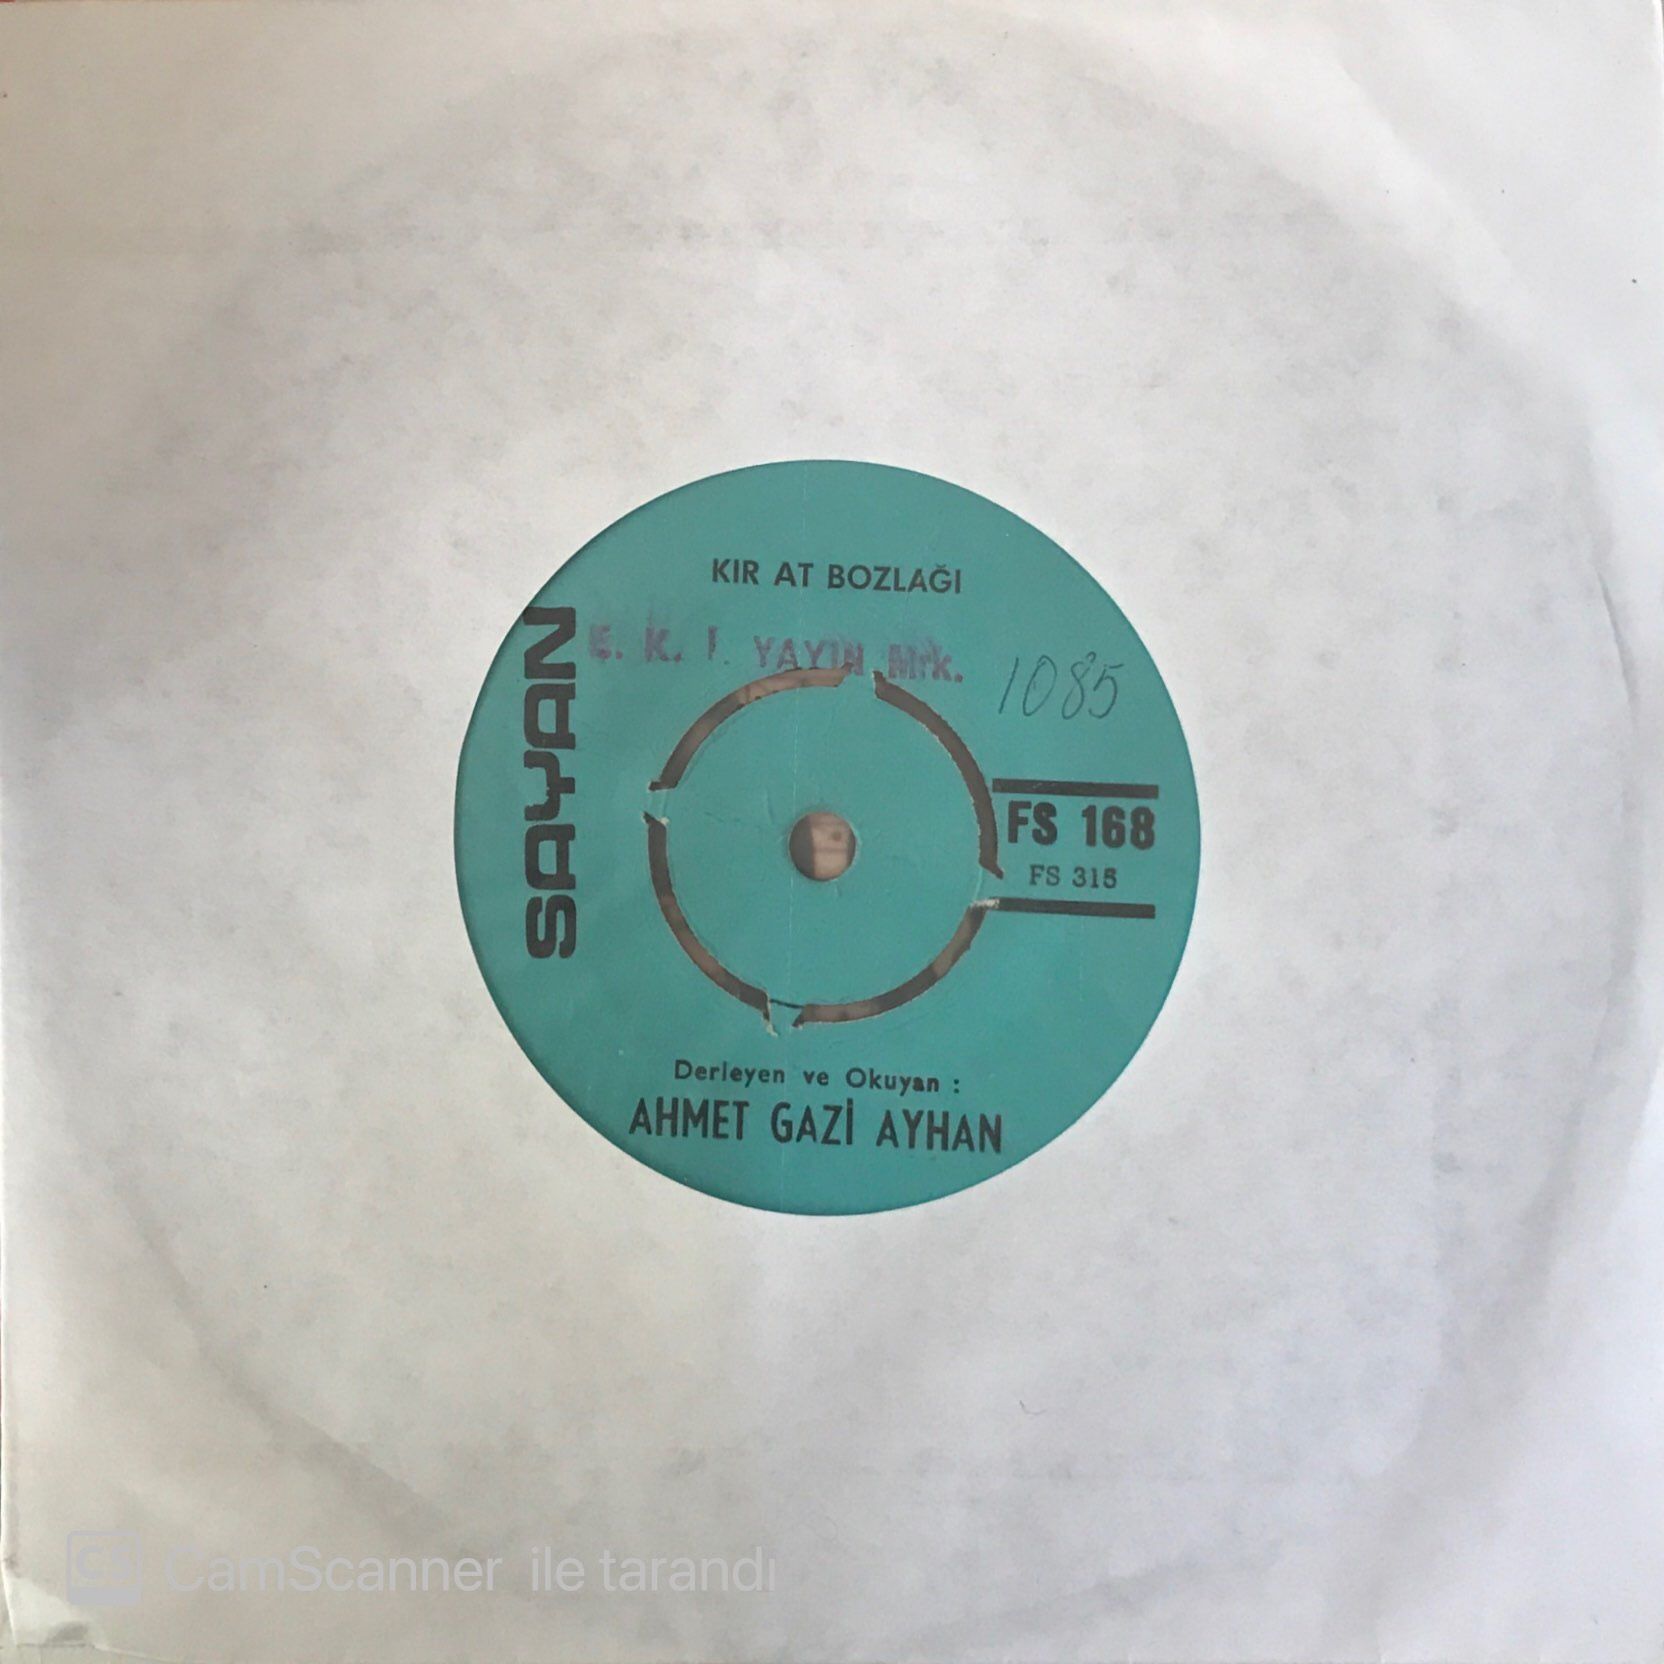 KIR AT BOZLAĞI
E. K. İ. YAYIN Mrk.
1085
SAYAN
FS 168
FS 315
Derleyen ve Okuyan :
AHMET GAZİ AYHAN
CS CamScanner ile tarandı